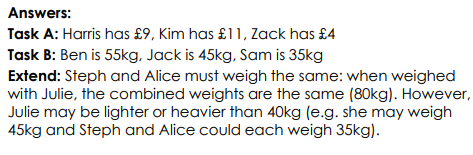 Answers:
Task A: Harris has £9, Kim has £11, Zack has £4
Task B: Ben is 55kg, Jack is 45kg, Sam is 35kg
Extend: Steph and Alice must weigh the same: when weighed
with Julie, the combined weights are the same (80kg). However,
Julie may be lighter or heavier than 40kg (e.g. she may weigh
45kg and Steph and Alice could each weigh 35kg).